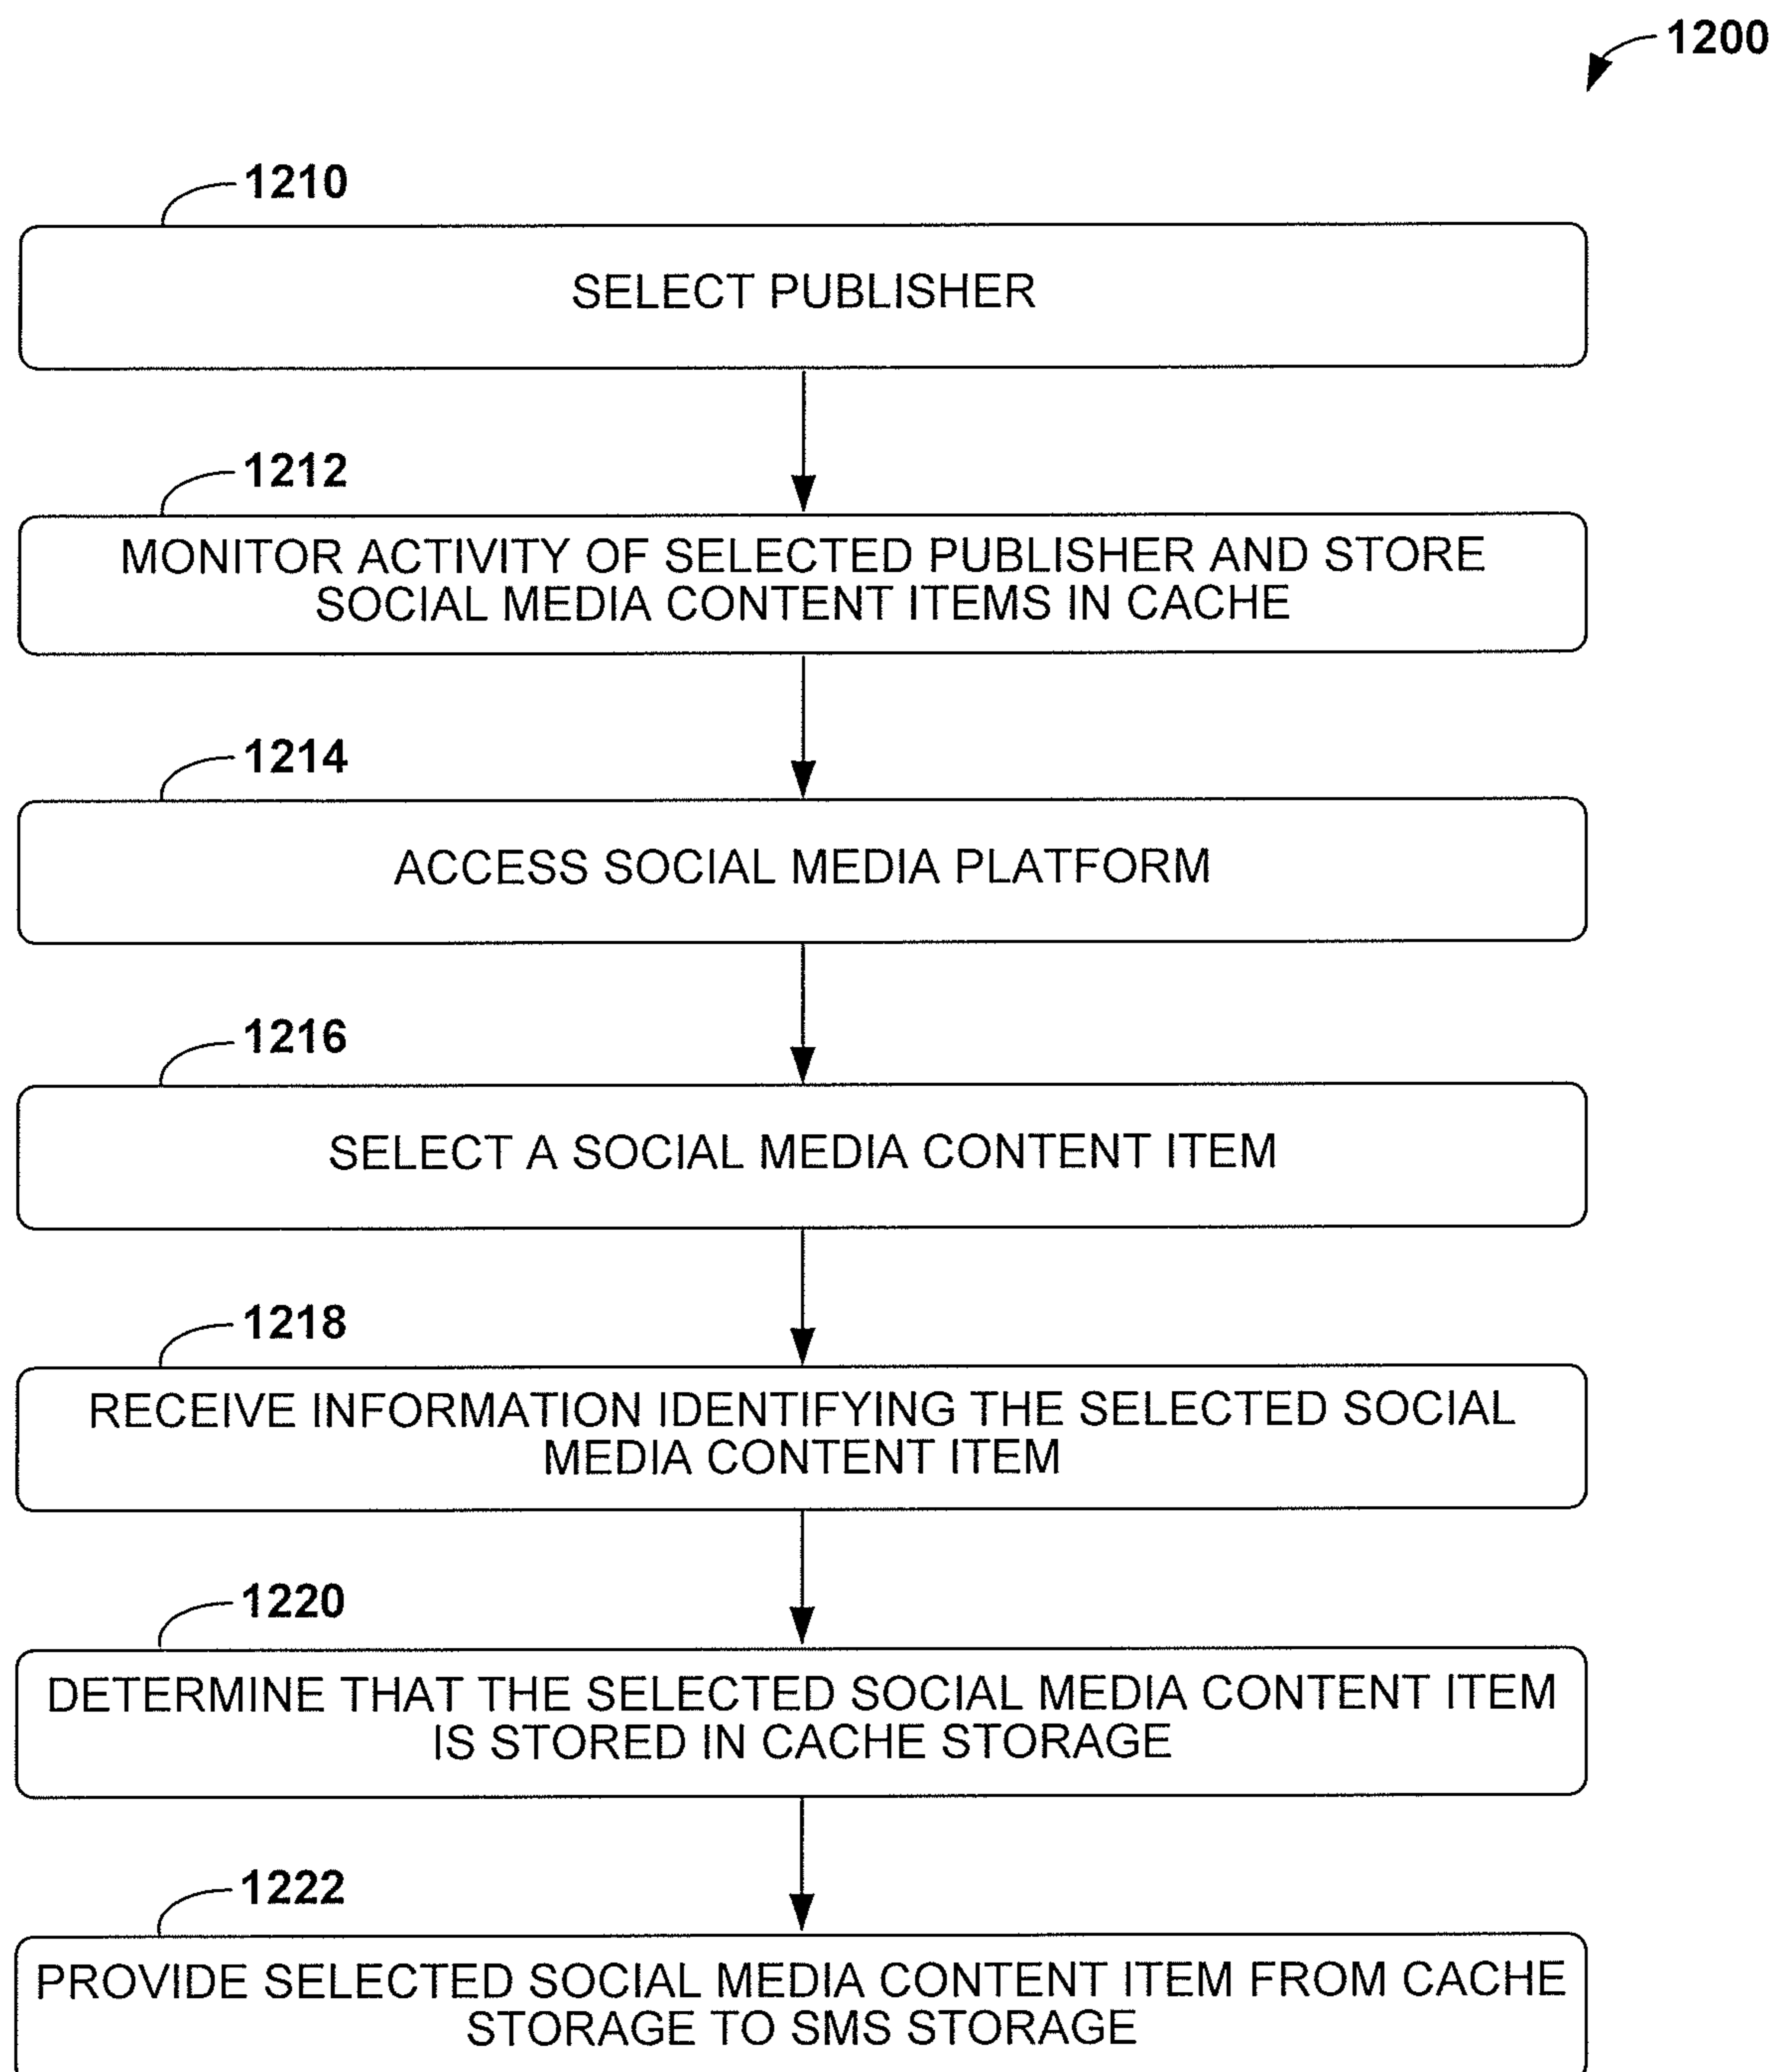 1200
1210
SELECT PUBLISHER
1212
MONITOR ACTIVITY OF SELECTED PUBLISHER AND STORE
SOCIAL MEDIA CONTENT ITEMS IN CACHE
1214
ACCESS SOCIAL MEDIA PLATFORM
1216
SELECT A SOCIAL MEDIA CONTENT ITEM
1218
RECEIVE INFORMATION IDENTIFYING THE SELECTED SOCIAL
MEDIA CONTENT ITEM
1220
DETERMINE THAT THE SELECTED SOCIAL MEDIA CONTENT ITEM
IS STORED IN CACHE STORAGE
1222
PROVIDE SELECTED SOCIAL MEDIA CONTENT ITEM FROM CACHE
STORAGE TO SMS STORAGE